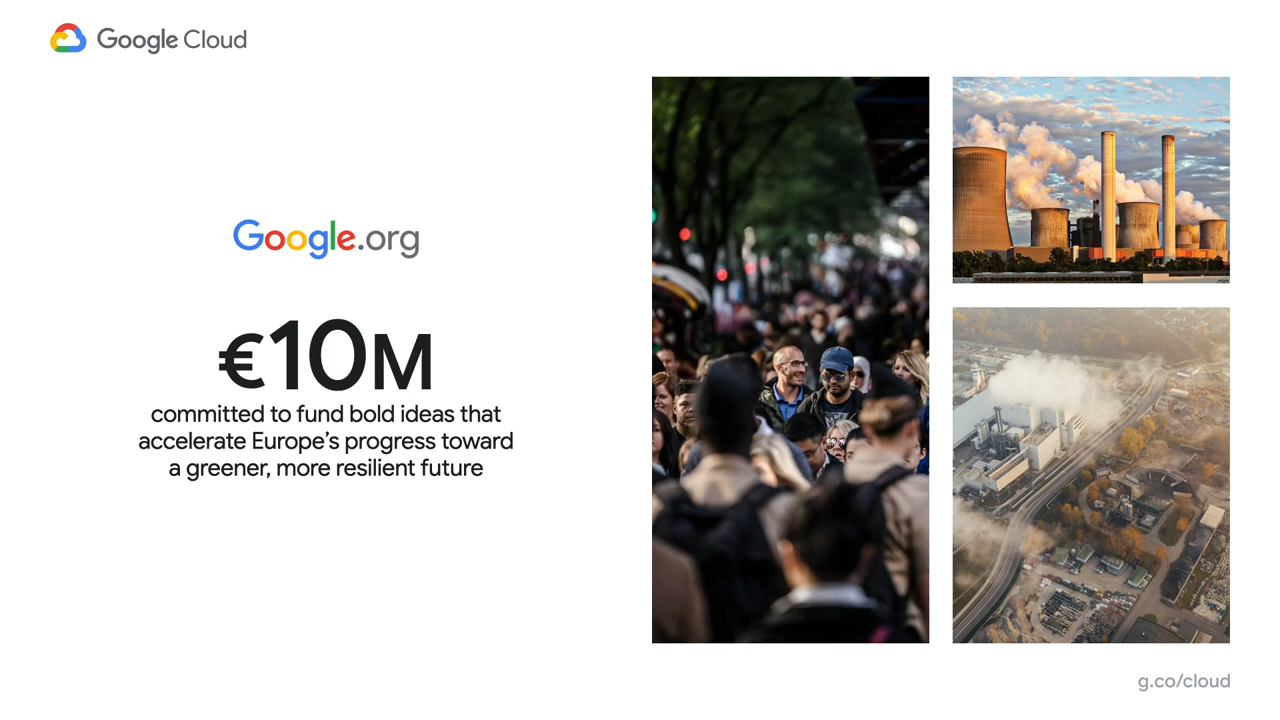 Google Cloud
Google.org
€10M
committed to fund bold ideas that
accelerate Europe's progress toward
a greener, more resilient future
g.co/cloud